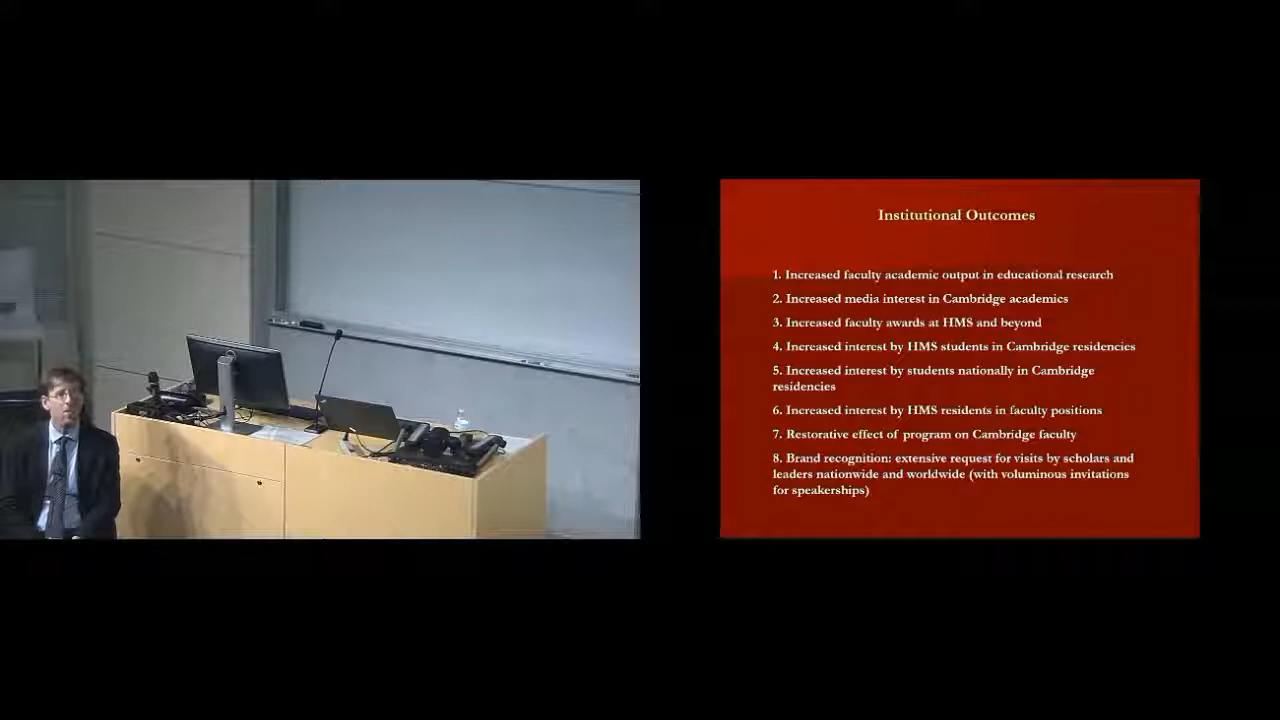 Institutional Outcomes
1. Increased faculty academic output in educational research
2. Increased media interest in Cambridge academics
3. Increased faculty awards at HMS and beyond
4. Increased interest by HMS students in Cambridge residencies
5. Increased interest by students nationally in Cambridge
residencies
6. Increased interest by HMS residents in faculty positions
7. Restorative effect of program on Cambridge faculty
8. Brand recognition: extensive request for visits by scholars and
leaders nationwide and worldwide (with voluminous invitations
for speakerships)